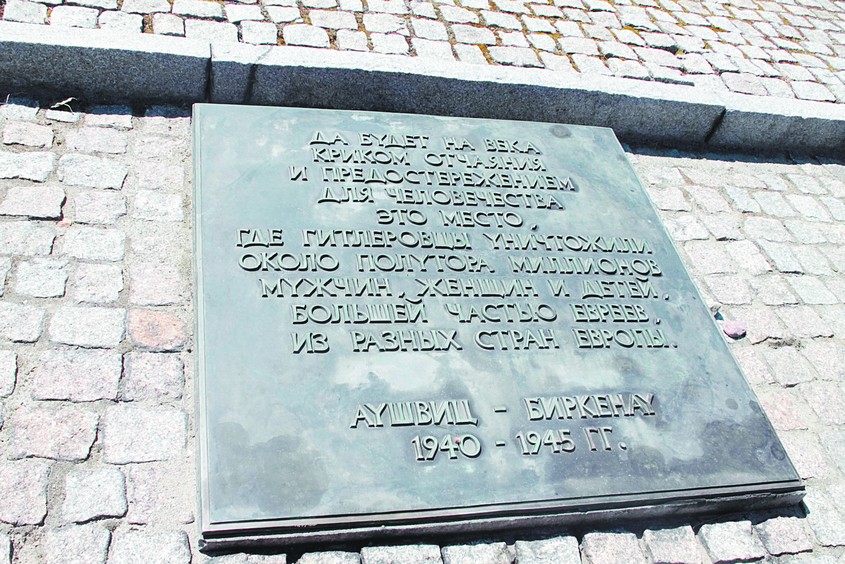 ДА БУДЕТ НА ВЕКА
КРИКОМ ОТЧАЯНИЯ
И ПРЕДОСТЕРЕЖЕНИЕМ
ДЛЯ ЧЕЛОВЕЧЕСТВА
ЭТО МЕСТО,
ГДЕ ГИТЛЕРОВЦЫ УНИЧТОЖИЛИ
ОКОЛО ПОЛУТОРА МИЛЛИОНОВ
МУЖЧИН, ЖЕНЩИН И ДЕТЕЙ,
БОЛЬШЕЙ ЧАСТЬЮ ЕВРЕЕВ,
ИЗ РАЗНЫХ СТРАН ЕВРОПЫ.
АУШВИЦ - БИРКЕНАУ
1940 - 1945 ГГ.